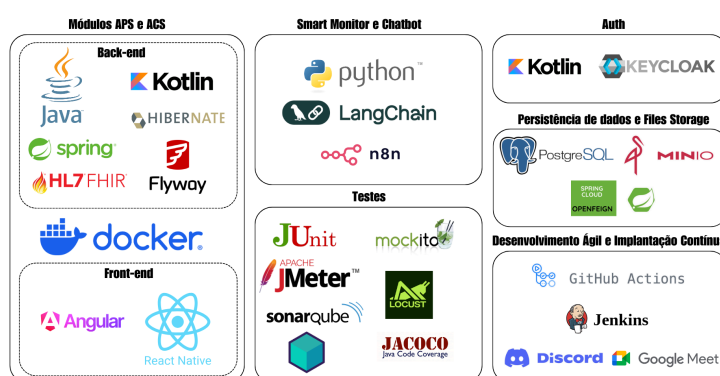 Módulos APS e ACS
Back-end
Java
Kotlin
HIBERNATE
spring
HL7 FHIR
Flyway
docker
Front-end
Angular
React Native
Smart Monitor e Chatbot
python™
LangChain
n8n
Testes
JUnit
mockito
APACHE
JMeter™
LOCUST
sonarqube
JACOCO
Java Code Coverage
Auth
Kotlin
KEYCLOAK
Persistência de dados e Files Storage
PostgreSQL
MINIO
SPRING
CLOUD
OPENFEIGN
Desenvolvimento Ágil e Implantação Contínu
GitHub Actions
Jenkins
Discord
Google Meet